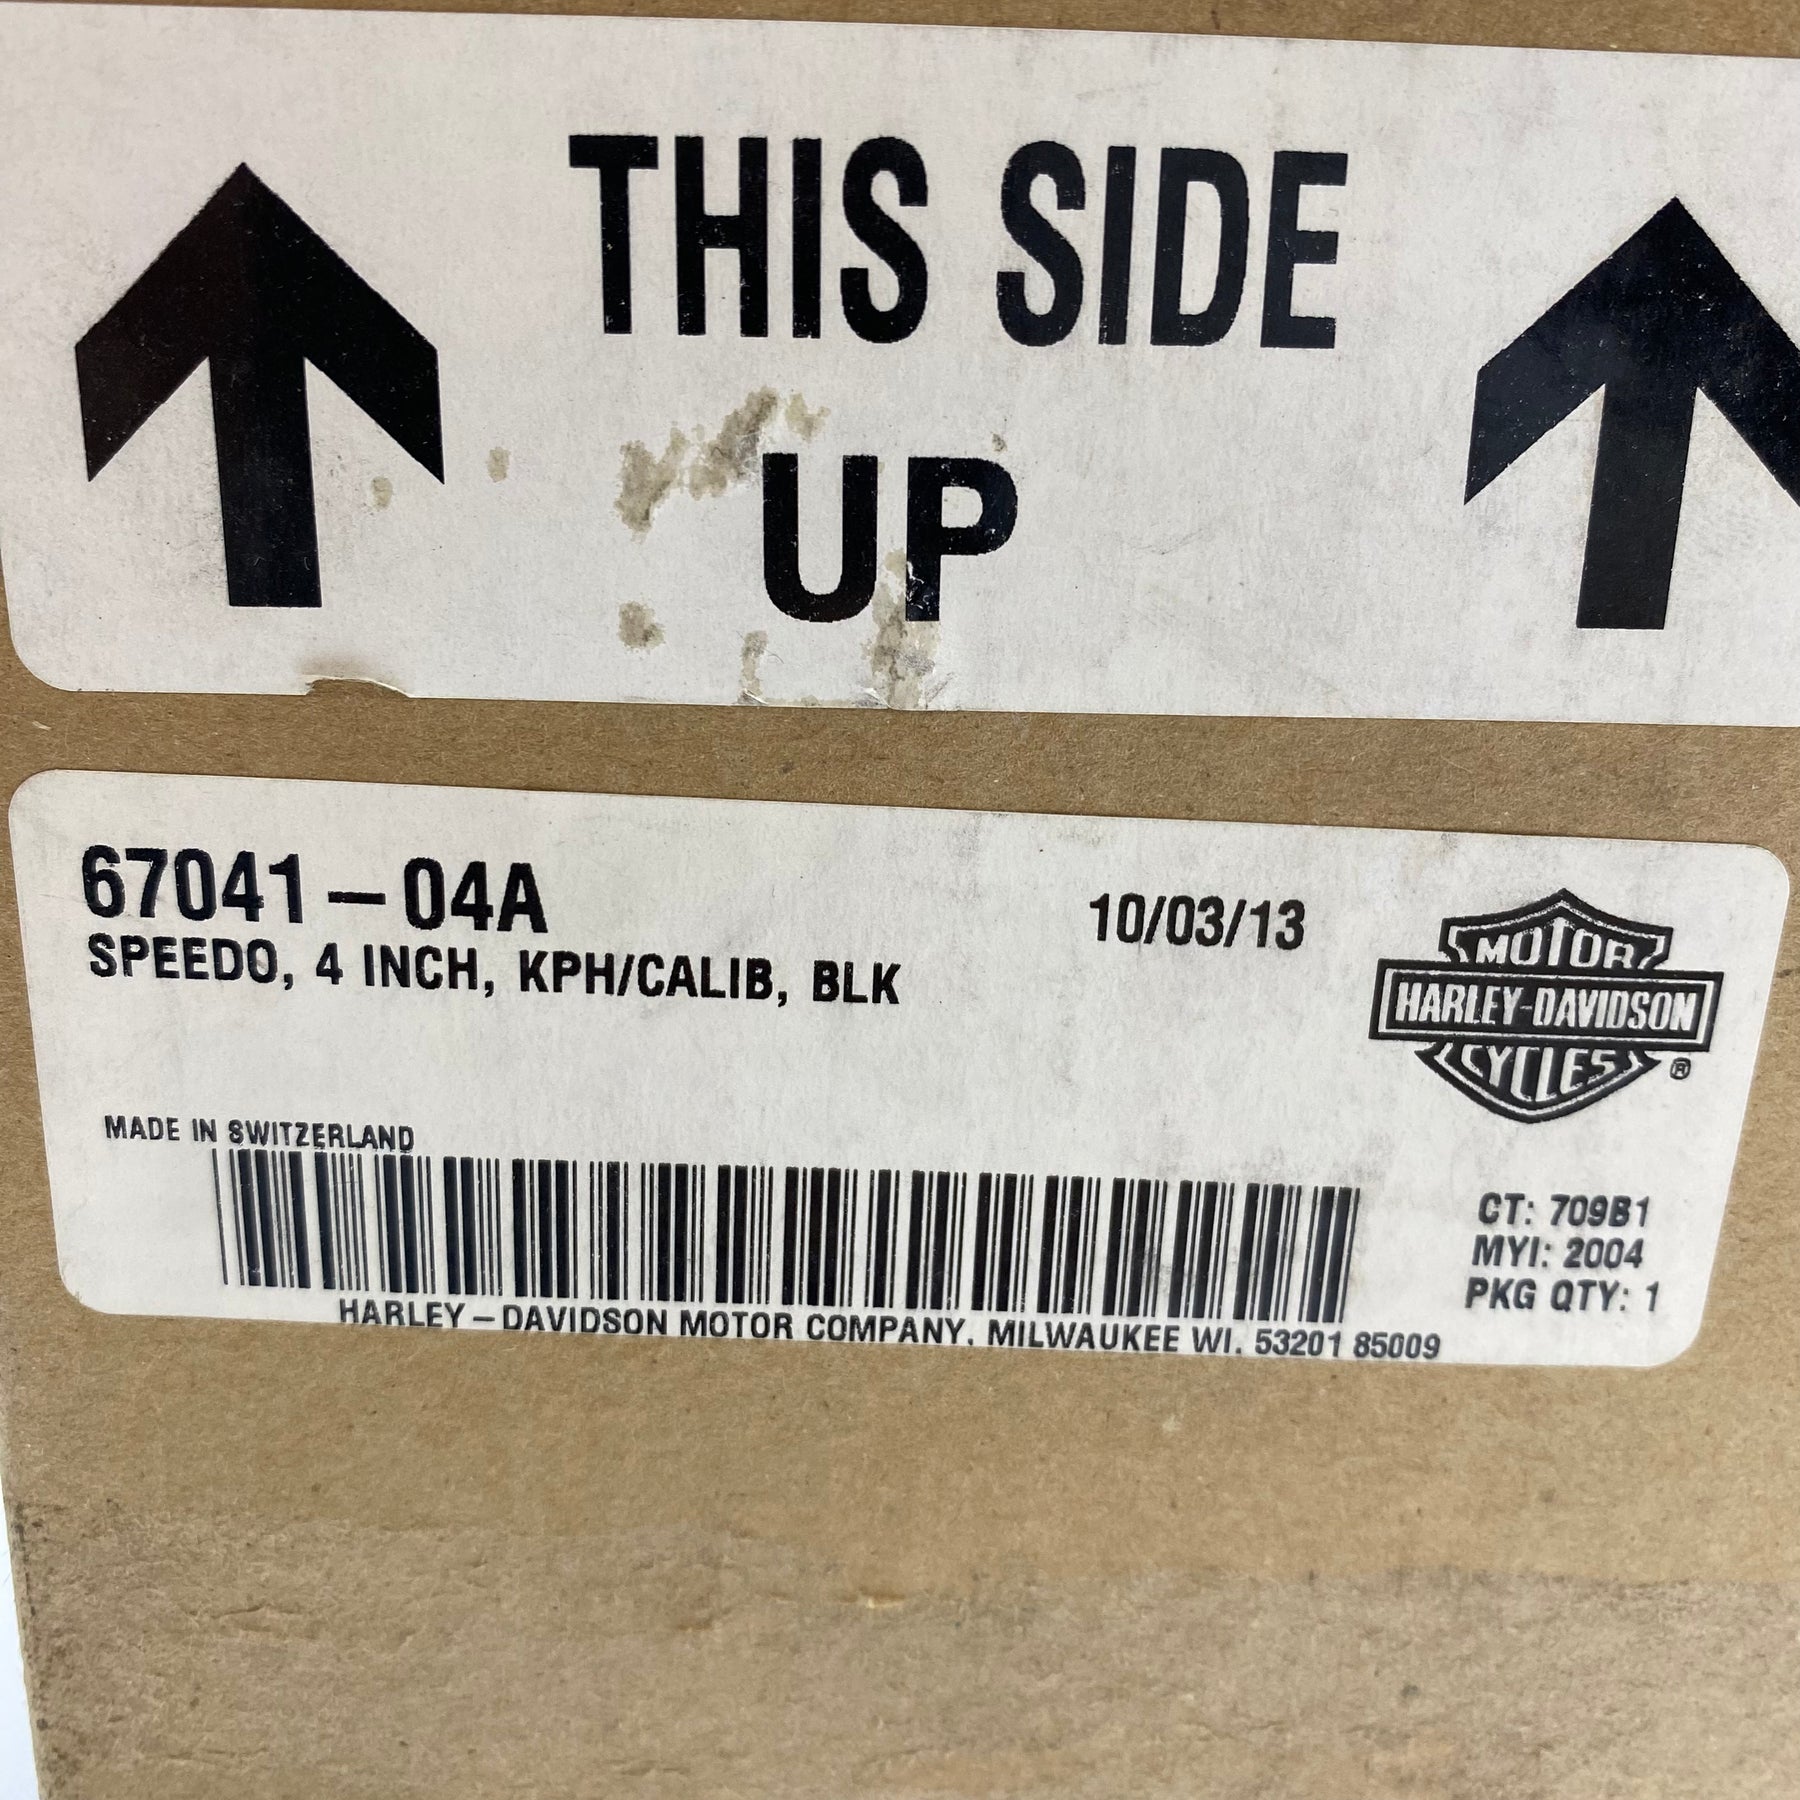 THIS SIDE
UP
67041-04A
SPEEDO, 4 INCH, KPH/CALIB, BLK
10/03/13
MOTOR
HARLEY-DAVIDSON
CYCLES
®
MADE IN SWITZERLAND
CT: 709B1
MYI: 2004
PKG QTY: 1
HARLEY-DAVIDSON MOTOR COMPANY. MILWAUKEE WI. 53201 85009